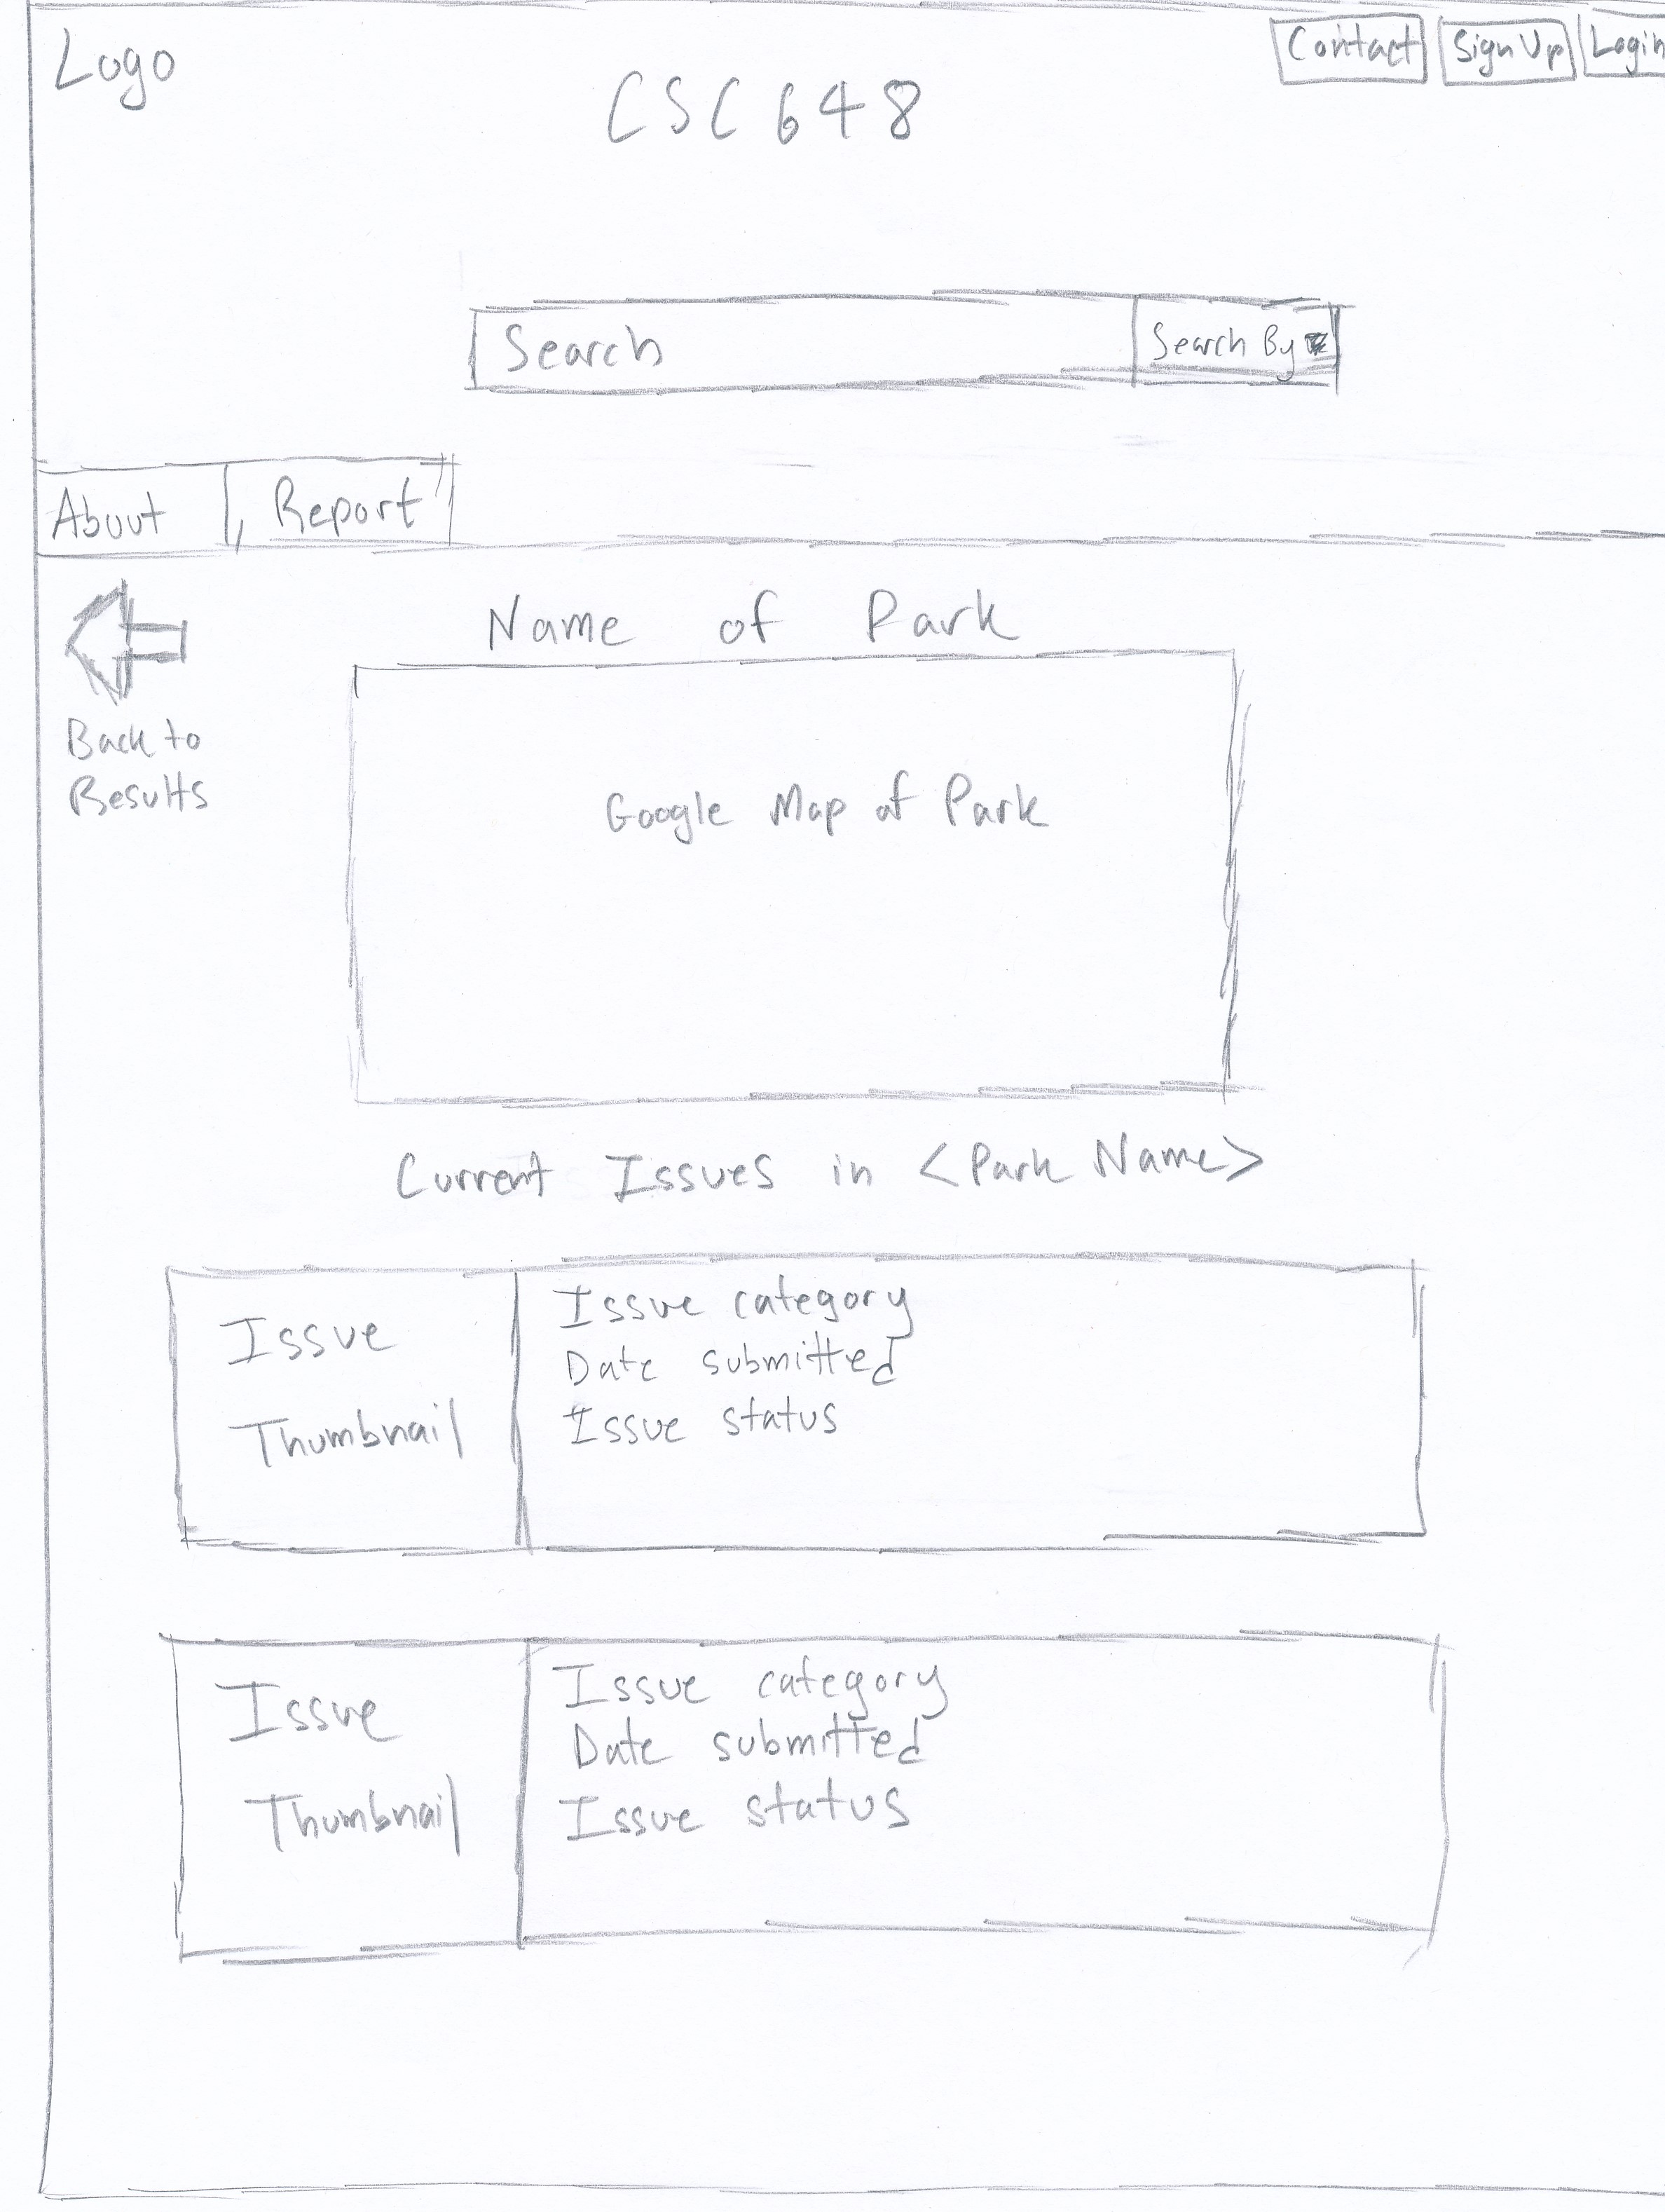 Logo
Contact
Sign Up
Login
CSC 648
Search
Search By
About
Report
Name of Park
Back to
Results
Google Map of Park
Current Issues in <Park Name>
Issue
Thumbnail
Issue category
Date submitted
Issue status
Issue
Thumbnail
Issue category
Date submitted
Issue status